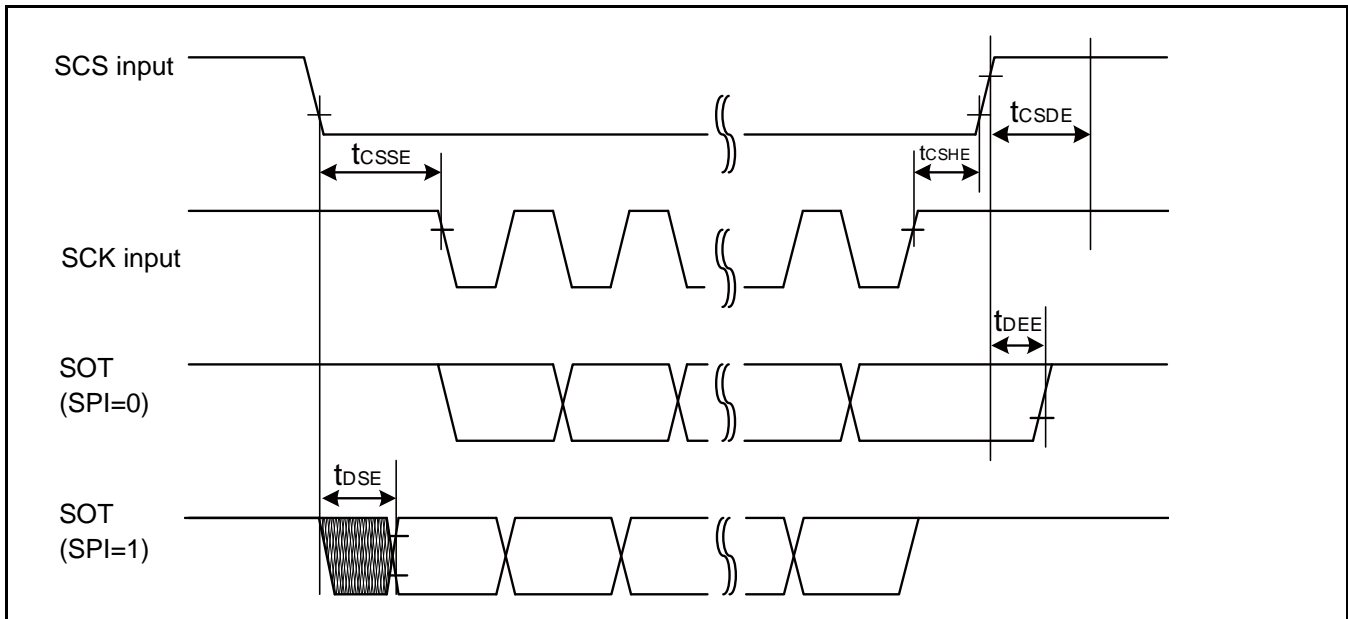 SCS input
tCSDE
tCSSE
tCSHE
SCK input
tDEE
SOT
(SPI=0)
tDSE
SOT
(SPI=1)